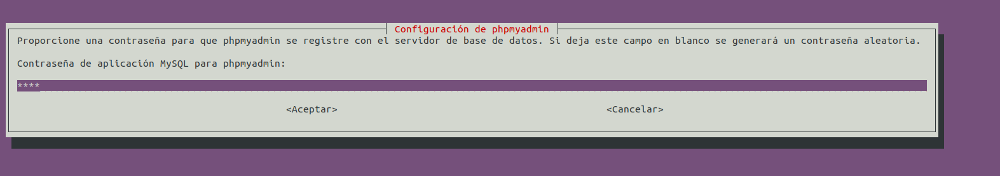 Configuración de phpmyadmin
Proporcione una contraseña para que phpmyadmin se registre con el servidor de base de datos. Si deja este campo en blanco se generará un contraseña aleatoria.
Contraseña de aplicación MySQL para phpmyadmin:
****
<Aceptar> <Cancelar>